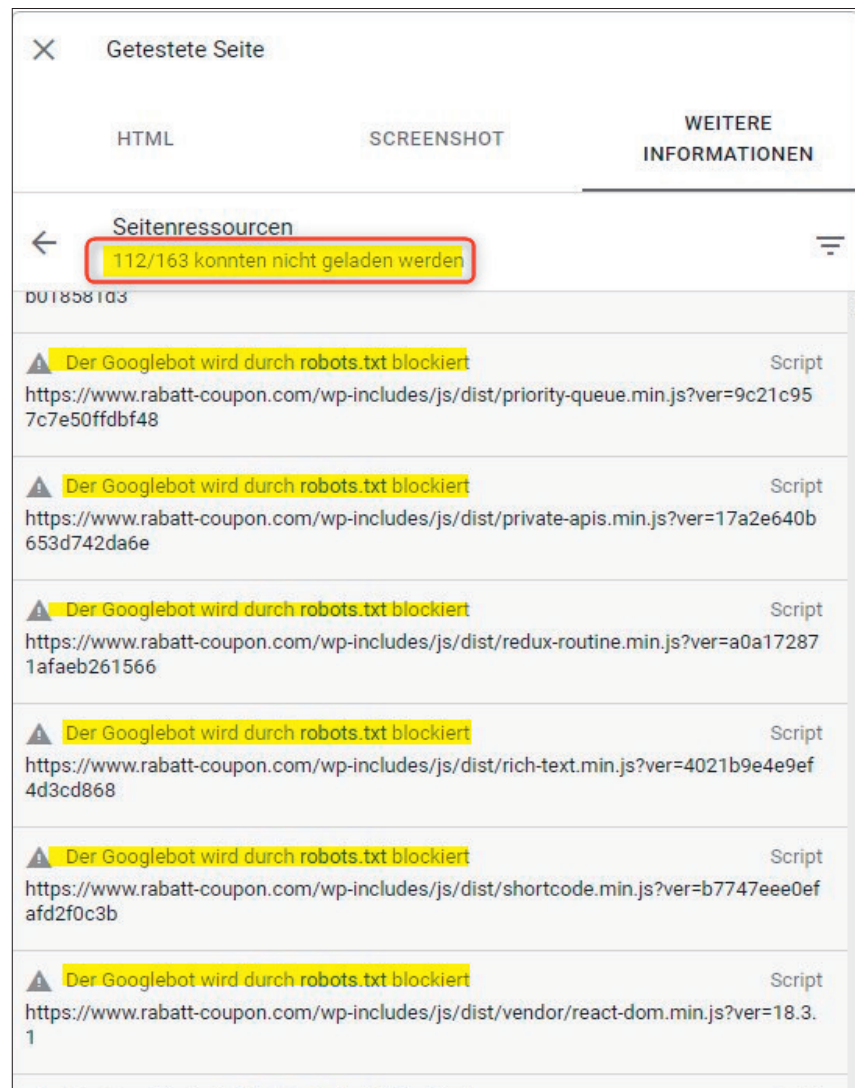 Getestete Seite
HTML
SCREENSHOT
WEITERE
INFORMATIONEN
Seitenressourcen
112/163 konnten nicht geladen werden
b018581d3
Der Googlebot wird durch robots.txt blockiert Script
https://www.rabatt-coupon.com/wp-includes/js/dist/priority-queue.min.js?ver=9c21c95
7c7e50ffdbf48
Der Googlebot wird durch robots.txt blockiert Script
https://www.rabatt-coupon.com/wp-includes/js/dist/private-apis.min.js?ver=17a2e640b
653d742da6e
Der Googlebot wird durch robots.txt blockiert Script
https://www.rabatt-coupon.com/wp-includes/js/dist/redux-routine.min.js?ver=a0a17287
1afaeb261566
Der Googlebot wird durch robots.txt blockiert Script
https://www.rabatt-coupon.com/wp-includes/js/dist/rich-text.min.js?ver=4021b9e4e9ef
4d3cd868
Der Googlebot wird durch robots.txt blockiert Script
https://www.rabatt-coupon.com/wp-includes/js/dist/shortcode.min.js?ver=b7747eee0ef
afd2f0c3b
Der Googlebot wird durch robots.txt blockiert Script
https://www.rabatt-coupon.com/wp-includes/js/dist/vendor/react-dom.min.js?ver=18.3.
1